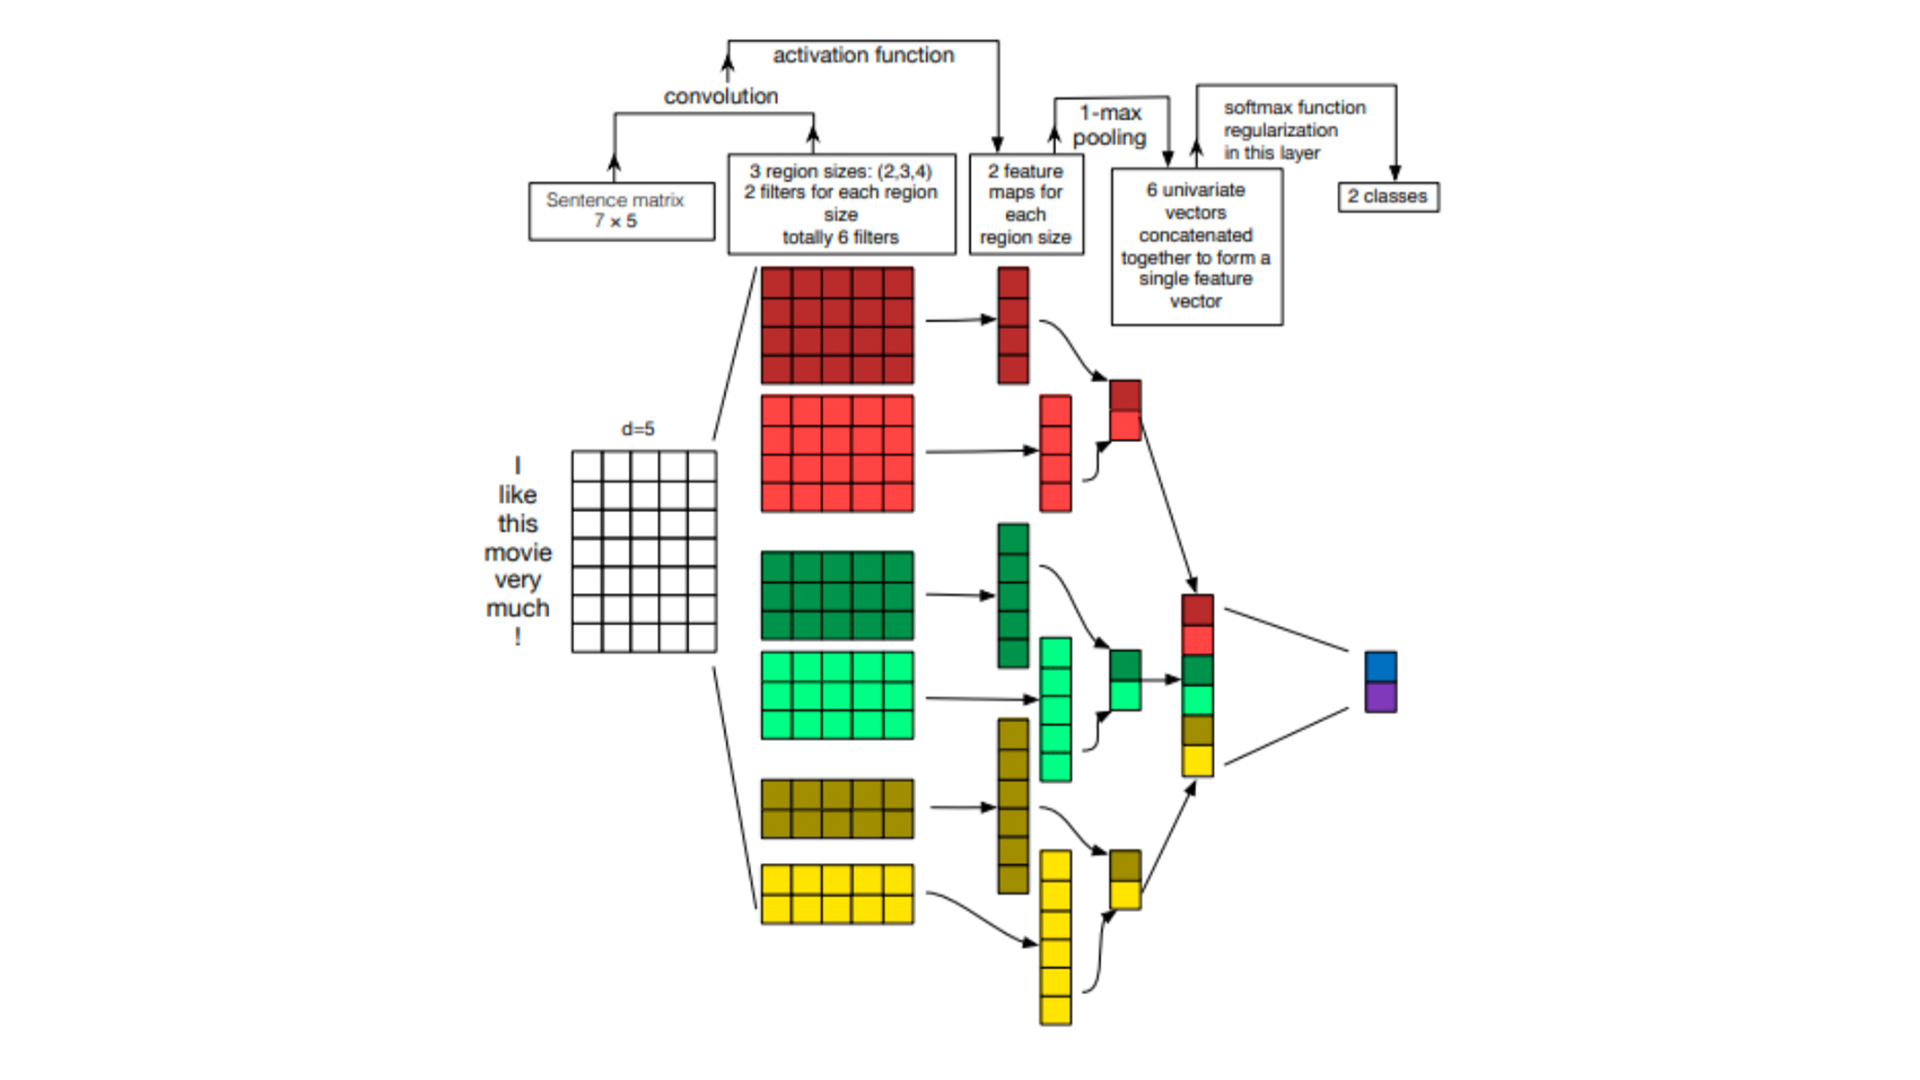 activation function
convolution
1-max
pooling
softmax function
regularization
in this layer
3 region sizes: (2,3,4)
2 filters for each region
size
totally 6 filters
2 feature
maps for
each
region size
Sentence matrix
7 × 5
6 univariate
vectors
concatenated
together to form a
single feature
vector
2 classes
d=5
I
like
this
movie
very
much
!